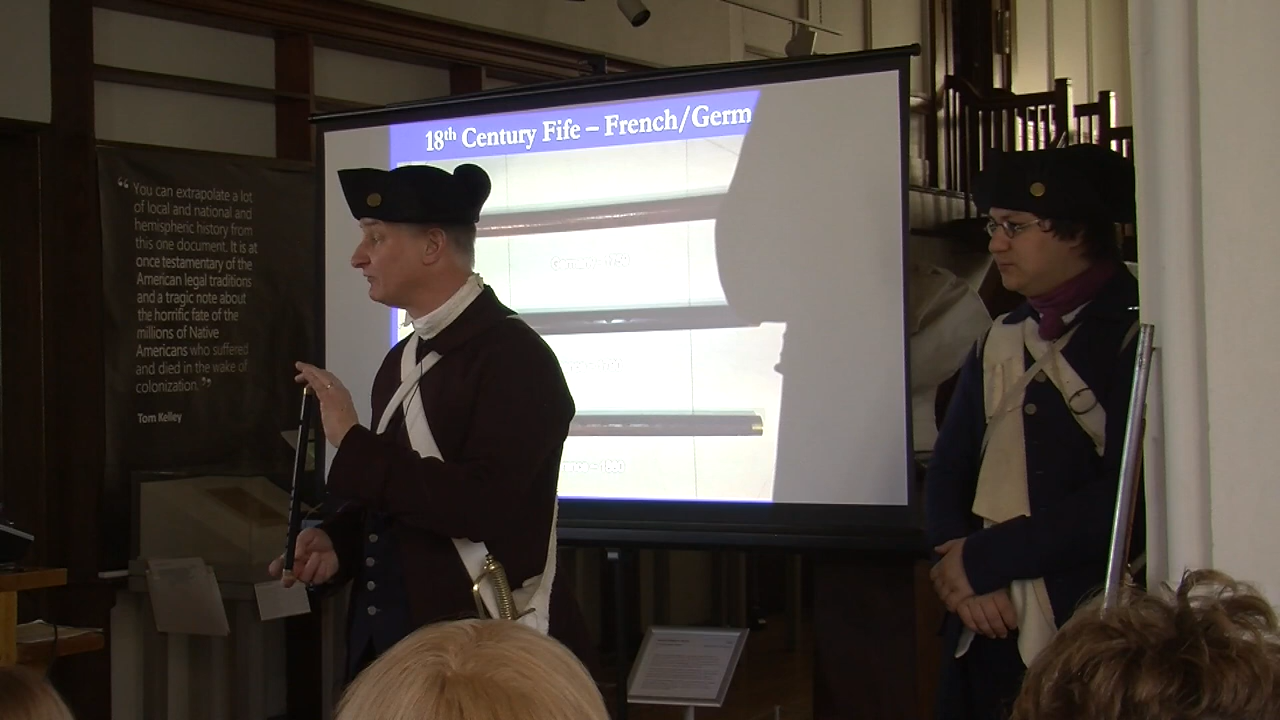 18th Century Fife – French/Germ
“ You can extrapolate a lot
of local and national and
hemispheric history from
this one document. It is at
once testamentary of the
American legal traditions
and a tragic note about
the horrific fate of the
millions of Native
Americans who suffered
and died in the wake of
colonization. ”
Tom Kelley